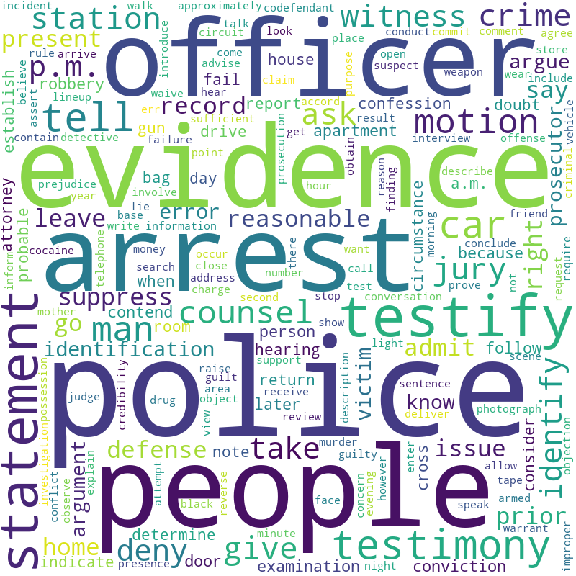 incident walk approximately codefendant
station officer witness crime
talk circuit look conduct commit comment agree
rule arrive come place store
present advise open weapon wear include
p.m. fail house suspect argue
robbery hear claim purpose say
believe assert lineup introduce waive accord
establish contain detective
tell record report confession doubt
err sufficient ask motion prosecutor
gun drive apartment result interview vehicle
failure get obtain offense criminal
evidence
point prosecution describe
prejudice involve bag day hour reason finding a.m.
year lie
attorney probable leave error reasonable car right
base write information friend
inform cocaine money occur there want morning conclude
telephone search close number call circumstance jury because
arrest
address test prove not request require
suppress when charge second stop conversation
mother go man contend counsel testify
room person show light admit follow
statement identification hearing support scene
possession raise return later victim know deliver identify
judge drug credibility guilt area receive sentence
police
investigation view object review description photograph objection
defense note take murder guilty cross issue consider allow
argument conflict explain observe attempt black reverse however enter tape
people
face concern evening speak armed prior
home deny determine give minute testimony warrant
indicate presence door examination night conviction improper